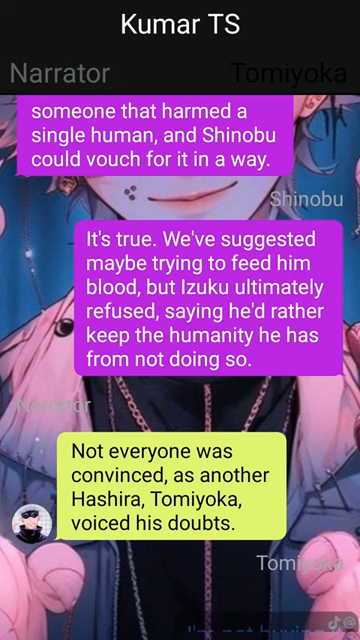 Kumar TS
Narrator
Tomiyoka
someone that harmed a
single human, and Shinobu
could vouch for it in a way.
Shinobu
It's true. We've suggested
maybe trying to feed him
blood, but Izuku ultimately
refused, saying he'd rather
keep the humanity he has
from not doing so.
Narrator
Not everyone was
convinced, as another
Hashira, Tomiyoka,
voiced his doubts.
Tomiyoka
I'm not buying